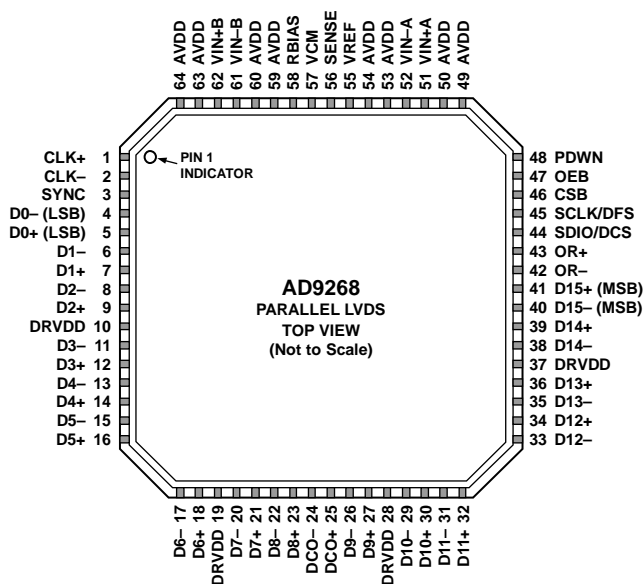 64 AVDD
63 AVDD
62 VIN+B
61 VIN–B
60 AVDD
59 AVDD
58 RBIAS
57 VCM
56 SENSE
55 VREF
54 AVDD
53 AVDD
52 VIN–A
51 VIN+A
50 AVDD
49 AVDD
CLK+ 1
CLK– 2
SYNC 3
D0– (LSB) 4
D0+ (LSB) 5
D1– 6
D1+ 7
D2– 8
D2+ 9
DRVDD 10
D3– 11
D3+ 12
D4– 13
D4+ 14
D5– 15
D5+ 16
PIN 1
INDICATOR
AD9268
PARALLEL LVDS
TOP VIEW
(Not to Scale)
48 PDWN
47 OEB
46 CSB
45 SCLK/DFS
44 SDIO/DCS
43 OR+
42 OR–
41 D15+ (MSB)
40 D15– (MSB)
39 D14+
38 D14–
37 DRVDD
36 D13+
35 D13–
34 D12+
33 D12–
D6– 17
D6+ 18
DRVDD 19
D7– 20
D7+ 21
D8– 22
D8+ 23
DCO– 24
DCO+ 25
D9– 26
D9+ 27
DRVDD 28
D10– 29
D10+ 30
D11– 31
D11+ 32